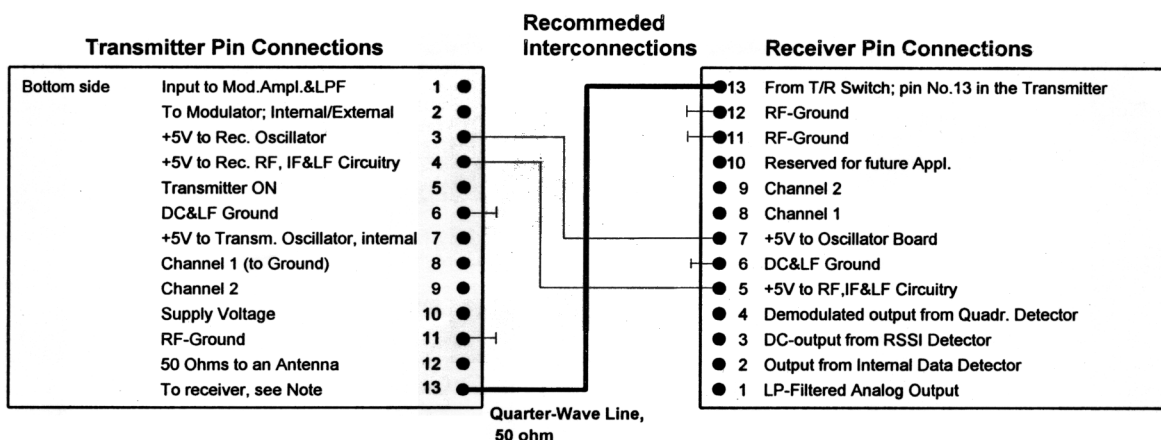 Recommeded
Interconnections
Transmitter Pin Connections
Receiver Pin Connections
Bottom side
Input to Mod.Ampl.&LPF 1
To Modulator; Internal/External 2
+5V to Rec. Oscillator 3
+5V to Rec. RF, IF&LF Circuitry 4
Transmitter ON 5
DC&LF Ground 6
+5V to Transm. Oscillator, internal 7
Channel 1 (to Ground) 8
Channel 2 9
Supply Voltage 10
RF-Ground 11
50 Ohms to an Antenna 12
To receiver, see Note 13
13 From T/R Switch; pin No.13 in the Transmitter
12 RF-Ground
11 RF-Ground
10 Reserved for future Appl.
9 Channel 2
8 Channel 1
7 +5V to Oscillator Board
6 DC&LF Ground
5 +5V to RF,IF&LF Circuitry
4 Demodulated output from Quadr. Detector
3 DC-output from RSSI Detector
2 Output from Internal Data Detector
1 LP-Filtered Analog Output
Quarter-Wave Line,
50 ohm